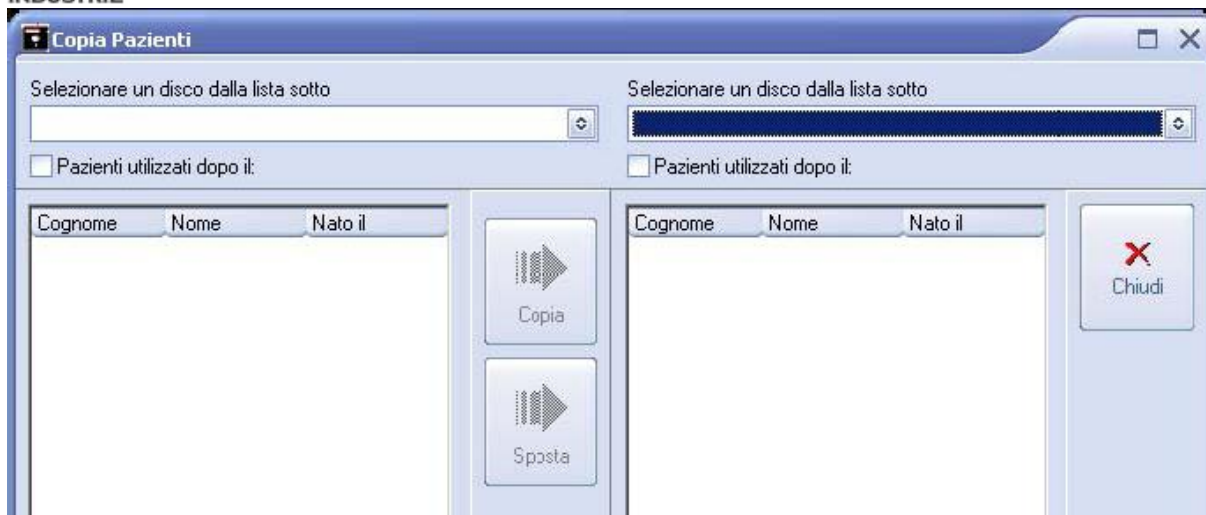 Copia Pazienti
Selezionare un disco dalla lista sotto
Selezionare un disco dalla lista sotto
Pazienti utilizzati dopo il:
Pazienti utilizzati dopo il:
Cognome Nome Nato il
Cognome Nome Nato il
Copia
Chiudi
Sposta